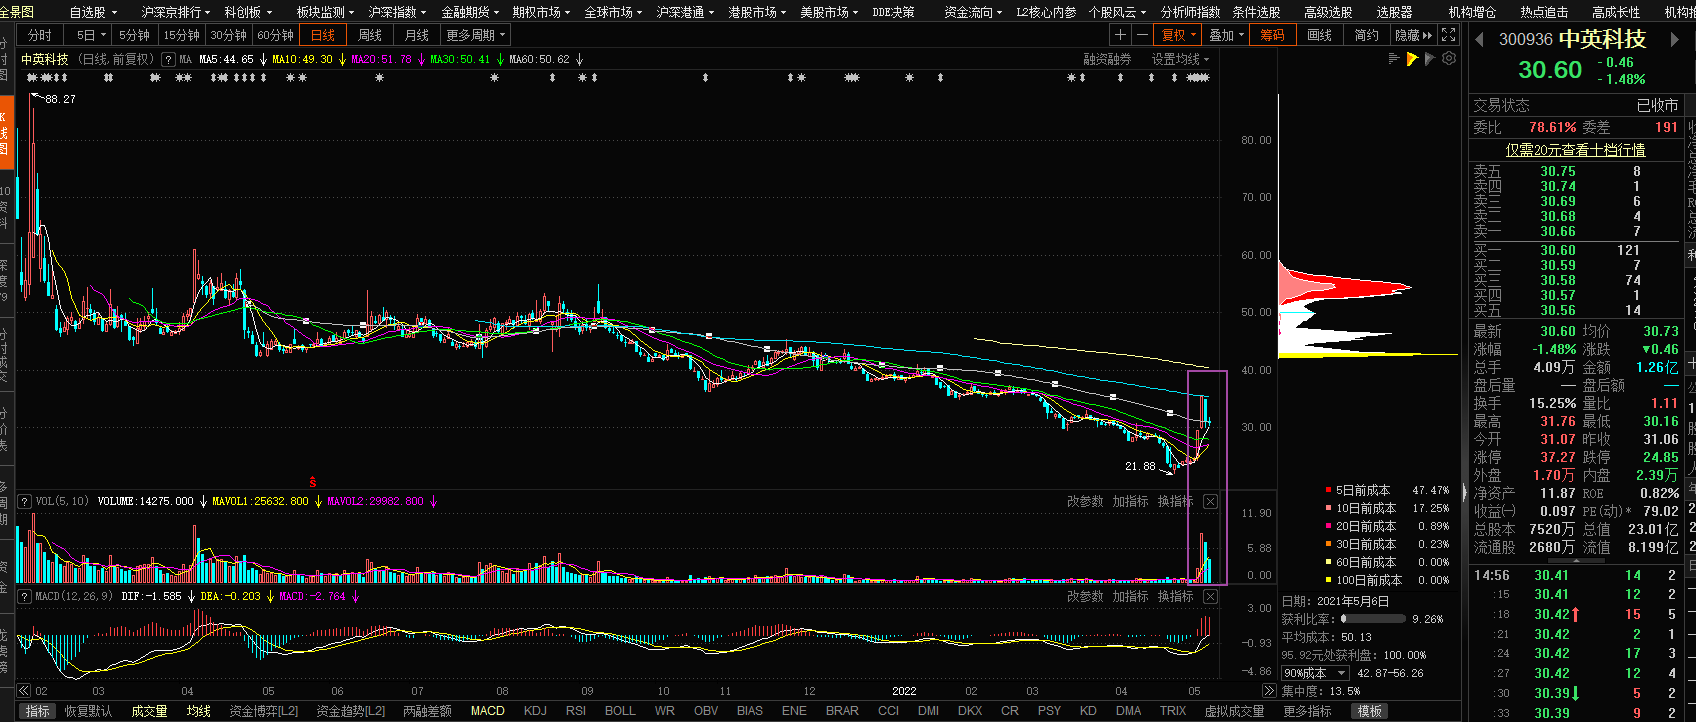 全景图 自选股 沪深京排行 科创板 板块监测 沪深指数 金融期货 期权市场 全球市场 沪深港通 港股市场 美股市场 DDE决策 资金流向 L2核心内参 个股风云 分析师指数 条件选股 高级选股 选股器 机构增仓 热点追击 高成长性
分时 5日 5分钟 15分钟 30分钟 60分钟 日线 周线 月线 更多周期 复权 叠加 筹码 画线 简约 隐藏
300936 中英科技
30.60 -0.46 -1.48%
中英科技 (日线,前复权) ? MA MA5:44.65 MA10:49.30 MA20:51.78 MA30:50.41 MA60:50.62 融资融券 设置均线
88.27
80.00
70.00
60.00
50.00
40.00
30.00
21.88
S
? VOL(5,10) VOLUME:14275.000 MAVOL1:25632.800 MAVOL2:29982.800 改参数 加指标 换指标
11.90
5.88
0.00
? MACD(12,26,9) DIF:-1.585 DEA:-0.203 MACD:-2.764 改参数 加指标 换指标
3.00
-0.93
-4.86
02 03 04 05 06 07 08 09 10 11 12 2022 02 03 04 05
指标 恢复默认 成交量 均线 资金博弈[L2] 资金趋势[L2] 两融差额 MACD KDJ RSI BOLL WR OBV BIAS ENE BRAR CCI DMI DKX CR PSY KD DMA TRIX 虚拟成交量 更多指标 模板
5日前成本 47.47%
10日前成本 17.25%
20日前成本 0.89%
30日前成本 0.23%
60日前成本 0.00%
100日前成本 0.00%
日期: 2021年5月6日
获利比率: 9.26%
平均成本: 50.13
95.92元处获利盘: 100.00%
90%成本 42.87-56.26
集中度: 13.5%
交易状态 已收市
委比 78.61% 委差 191
仅需20元查看十档行情
卖五 30.75 8
卖四 30.74 1
卖三 30.69 6
卖二 30.68 4
卖一 30.66 7
买一 30.60 121
买二 30.59 7
买三 30.58 74
买四 30.57 1
买五 30.56 14
最新 30.60 均价 30.73
涨幅 -1.48% 涨跌 ▼0.46
总手 4.09万 金额 1.26亿
盘后量 — 盘后额 —
换手 15.25% 量比 1.11
最高 31.76 最低 30.16
今开 31.07 昨收 31.06
涨停 37.27 跌停 24.85
外盘 1.70万 内盘 2.39万
净资产 11.87 ROE 0.82%
收益(一) 0.097 PE(动)* 79.02
总股本 7520万 总值 23.01亿
流通股 2680万 流值 8.199亿
14:56 30.41 14 2
:15 30.41 12 2
:18 30.42 15 5
:21 30.42 2 1
:24 30.42 17 3
:27 30.42 12 4
:30 30.39 5 2
:33 30.39 9 2